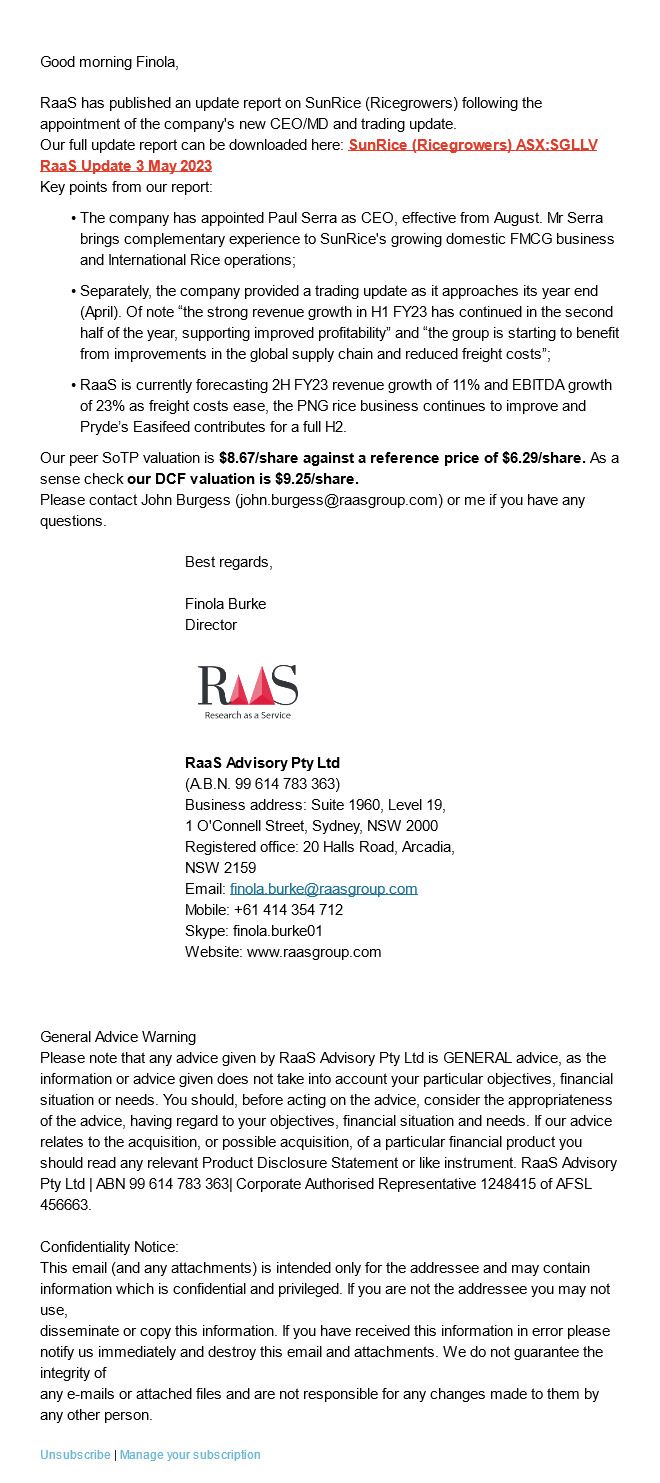 Good morning Finola,
RaaS has published an update report on SunRice (Ricegrowers) following the
appointment of the company's new CEO/MD and trading update.
Our full update report can be downloaded here: SunRice (Ricegrowers) ASX:SGLLV
RaaS Update 3 May 2023
Key points from our report:
• The company has appointed Paul Serra as CEO, effective from August. Mr Serra
brings complementary experience to SunRice's growing domestic FMCG business
and International Rice operations;
• Separately, the company provided a trading update as it approaches its year end
(April). Of note “the strong revenue growth in H1 FY23 has continued in the second
half of the year, supporting improved profitability” and “the group is starting to benefit
from improvements in the global supply chain and reduced freight costs”;
• RaaS is currently forecasting 2H FY23 revenue growth of 11% and EBITDA growth
of 23% as freight costs ease, the PNG rice business continues to improve and
Pryde’s Easifeed contributes for a full H2.
Our peer SoTP valuation is $8.67/share against a reference price of $6.29/share. As a
sense check our DCF valuation is $9.25/share.
Please contact John Burgess (john.burgess@raasgroup.com) or me if you have any
questions.
Best regards,
Finola Burke
Director
RaaS
Research as a Service
RaaS Advisory Pty Ltd
(A.B.N. 99 614 783 363)
Business address: Suite 1960, Level 19,
1 O'Connell Street, Sydney, NSW 2000
Registered office: 20 Halls Road, Arcadia,
NSW 2159
Email: finola.burke@raasgroup.com
Mobile: +61 414 354 712
Skype: finola.burke01
Website: www.raasgroup.com
General Advice Warning
Please note that any advice given by RaaS Advisory Pty Ltd is GENERAL advice, as the
information or advice given does not take into account your particular objectives, financial
situation or needs. You should, before acting on the advice, consider the appropriateness
of the advice, having regard to your objectives, financial situation and needs. If our advice
relates to the acquisition, or possible acquisition, of a particular financial product you
should read any relevant Product Disclosure Statement or like instrument. RaaS Advisory
Pty Ltd | ABN 99 614 783 363| Corporate Authorised Representative 1248415 of AFSL
456663.
Confidentiality Notice:
This email (and any attachments) is intended only for the addressee and may contain
information which is confidential and privileged. If you are not the addressee you may not
use,
disseminate or copy this information. If you have received this information in error please
notify us immediately and destroy this email and attachments. We do not guarantee the
integrity of
any e-mails or attached files and are not responsible for any changes made to them by
any other person.
Unsubscribe | Manage your subscription